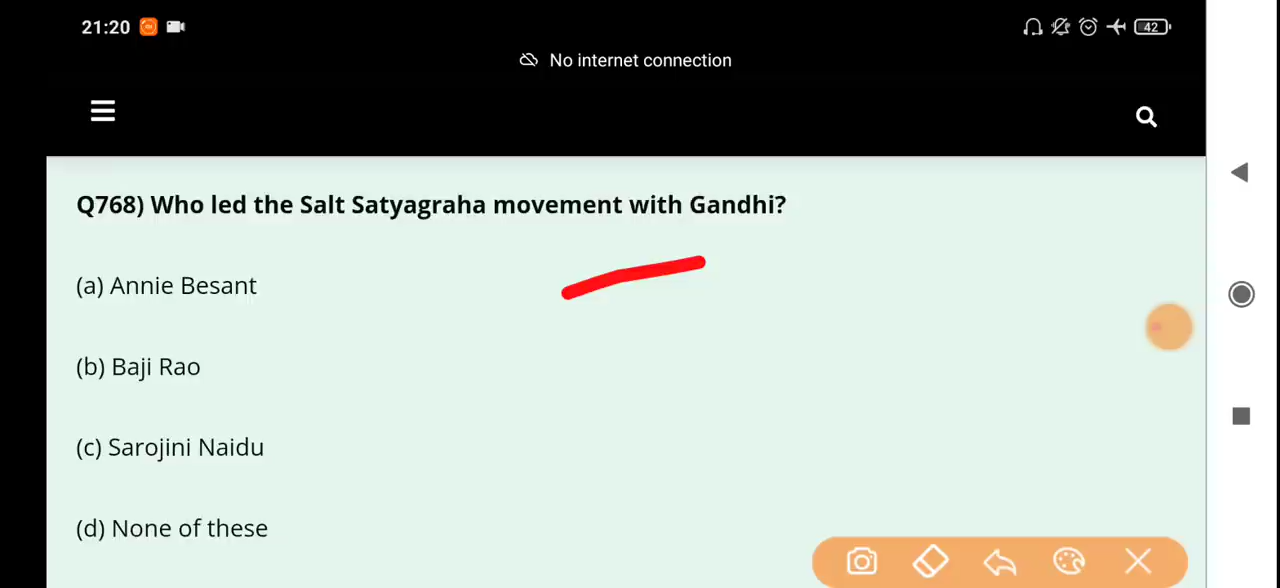 21:20
42
No internet connection
Q768) Who led the Salt Satyagraha movement with Gandhi?
(a) Annie Besant
(b) Baji Rao
(c) Sarojini Naidu
(d) None of these